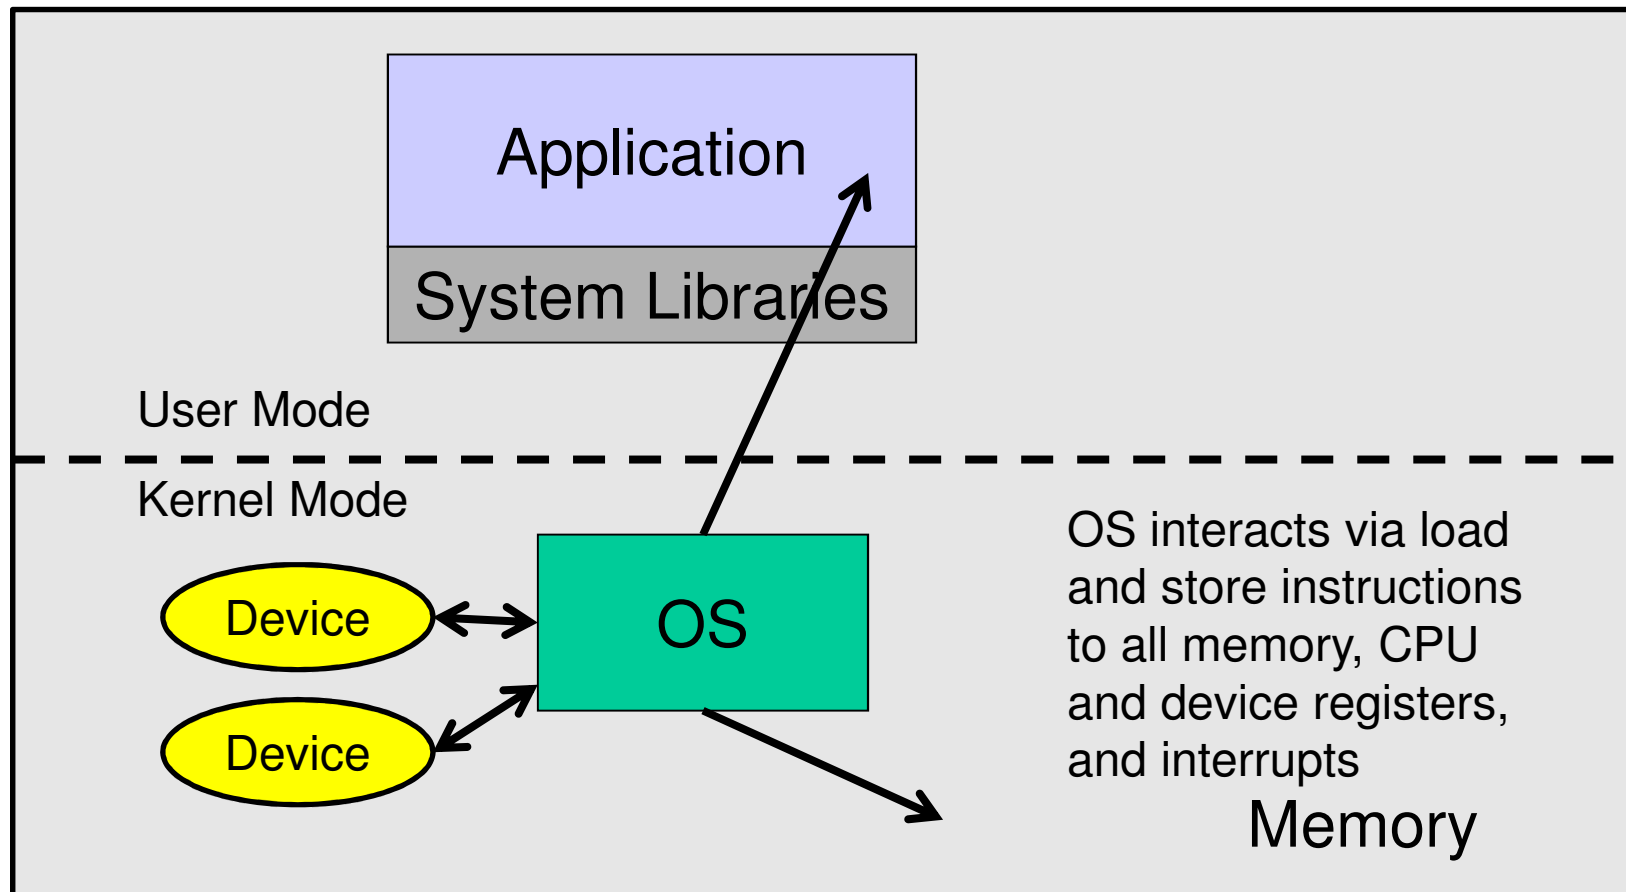 Application
System Libraries
User Mode
Kernel Mode
Device
Device
OS
OS interacts via load
and store instructions
to all memory, CPU
and device registers,
and interrupts
Memory